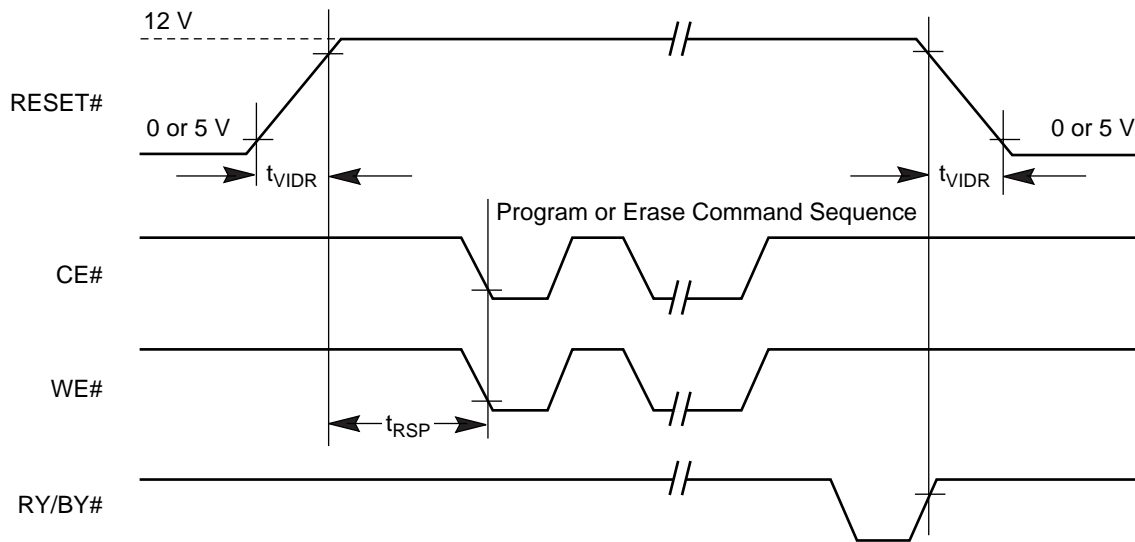 12 V
RESET#
0 or 5 V
0 or 5 V
tVIDR
tVIDR
Program or Erase Command Sequence
CE#
WE#
tRSP
RY/BY#